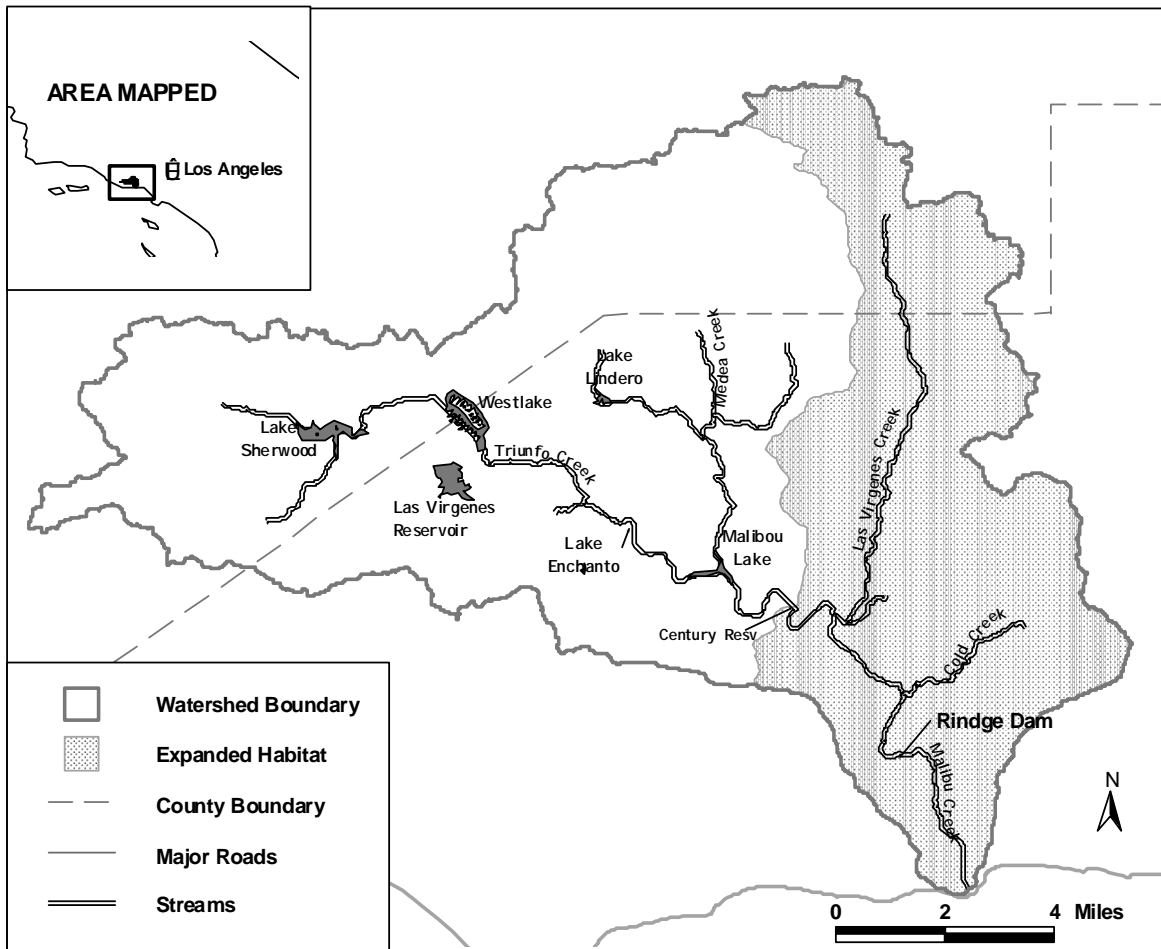 AREA MAPPED
Los Angeles
Lake
Lindero
Medea Creek
Westlake
Lake
Sherwood
Triunfo Creek
Las Virgenes Creek
Las Virgenes
Reservoir
Lake
Enchanto
Malibou
Lake
Century Resv
Cold Creek
Rindge Dam
Malibu Creek
N
Watershed Boundary
Expanded Habitat
County Boundary
Major Roads
Streams
0 2 4 Miles